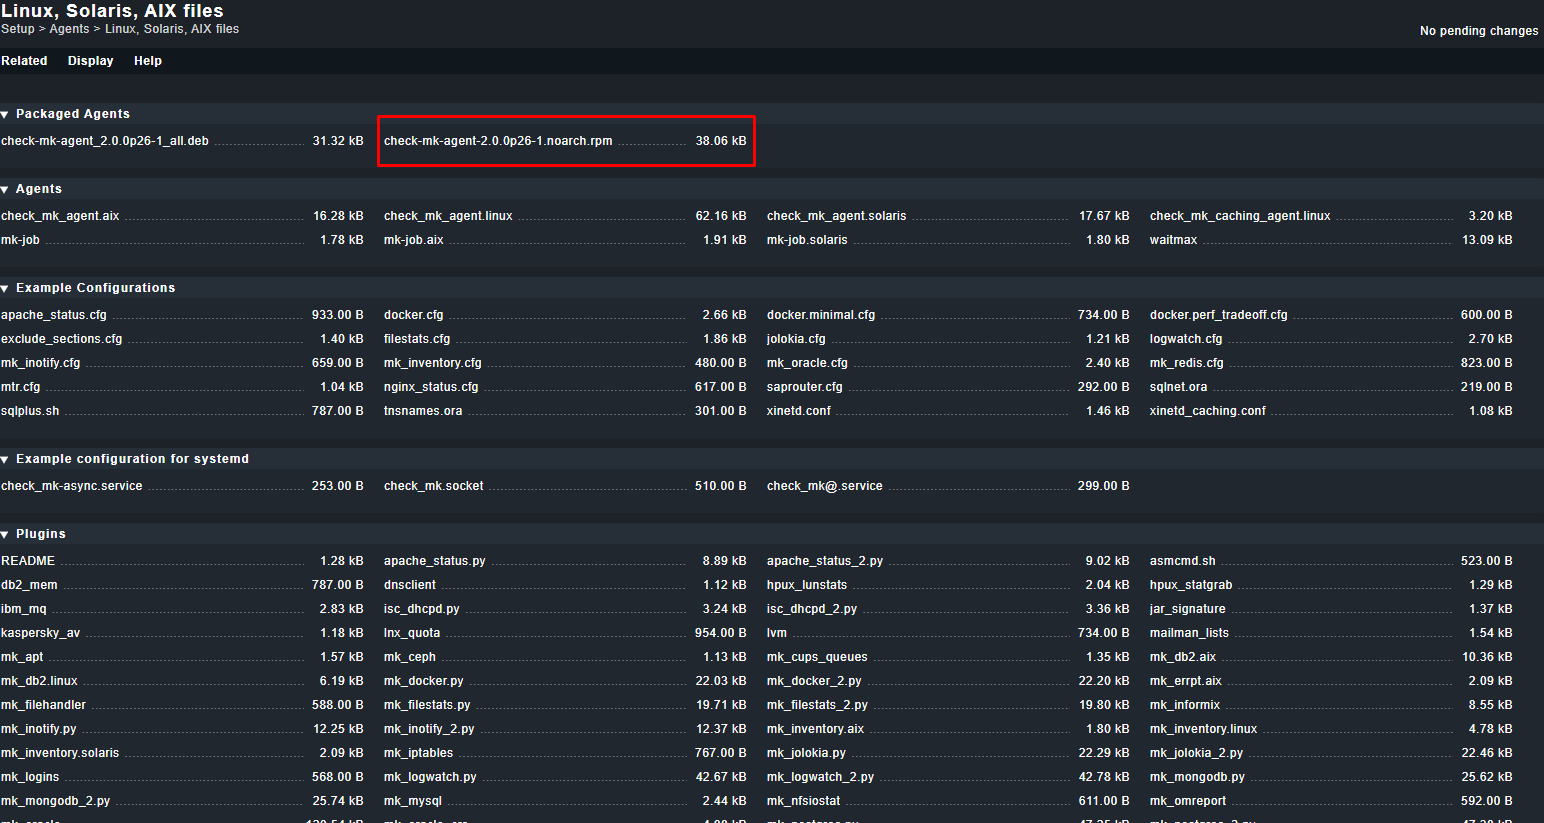 Linux, Solaris, AIX files
Setup > Agents > Linux, Solaris, AIX files
No pending changes
Related Display Help
Packaged Agents
check-mk-agent_2.0.0p26-1_all.deb 31.32 kB check-mk-agent-2.0.0p26-1.noarch.rpm 38.06 kB
Agents
check_mk_agent.aix 16.28 kB check_mk_agent.linux 62.16 kB check_mk_agent.solaris 17.67 kB check_mk_caching_agent.linux 3.20 kB
mk-job 1.78 kB mk-job.aix 1.91 kB mk-job.solaris 1.80 kB waitmax 13.09 kB
Example Configurations
apache_status.cfg 933.00 B docker.cfg 2.66 kB docker.minimal.cfg 734.00 B docker.perf_tradeoff.cfg 600.00 B
exclude_sections.cfg 1.40 kB filestats.cfg 1.86 kB jolokia.cfg 1.21 kB logwatch.cfg 2.70 kB
mk_inotify.cfg 659.00 B mk_inventory.cfg 480.00 B mk_oracle.cfg 2.40 kB mk_redis.cfg 823.00 B
mtr.cfg 1.04 kB nginx_status.cfg 617.00 B saprouter.cfg 292.00 B sqlnet.ora 219.00 B
sqlplus.sh 787.00 B tnsnames.ora 301.00 B xinetd.conf 1.46 kB xinetd_caching.conf 1.08 kB
Example configuration for systemd
check_mk-async.service 253.00 B check_mk.socket 510.00 B check_mk@.service 299.00 B
Plugins
README 1.28 kB apache_status.py 8.89 kB apache_status_2.py 9.02 kB asmcmd.sh 523.00 B
db2_mem 787.00 B dnsclient 1.12 kB hpux_lunstats 2.04 kB hpux_statgrab 1.29 kB
ibm_mq 2.83 kB isc_dhcpd.py 3.24 kB isc_dhcpd_2.py 3.36 kB jar_signature 1.37 kB
kaspersky_av 1.18 kB lnx_quota 954.00 B lvm 734.00 B mailman_lists 1.54 kB
mk_apt 1.57 kB mk_ceph 1.13 kB mk_cups_queues 1.35 kB mk_db2.aix 10.36 kB
mk_db2.linux 6.19 kB mk_docker.py 22.03 kB mk_docker_2.py 22.20 kB mk_errpt.aix 2.09 kB
mk_filehandler 588.00 B mk_filestats.py 19.71 kB mk_filestats_2.py 19.80 kB mk_informix 8.55 kB
mk_inotify.py 12.25 kB mk_inotify_2.py 12.37 kB mk_inventory.aix 1.80 kB mk_inventory.linux 4.78 kB
mk_inventory.solaris 2.09 kB mk_iptables 767.00 B mk_jolokia.py 22.29 kB mk_jolokia_2.py 22.46 kB
mk_logins 568.00 B mk_logwatch.py 42.67 kB mk_logwatch_2.py 42.78 kB mk_mongodb.py 25.62 kB
mk_mongodb_2.py 25.74 kB mk_mysql 2.44 kB mk_nfsiostat 611.00 B mk_omreport 592.00 B